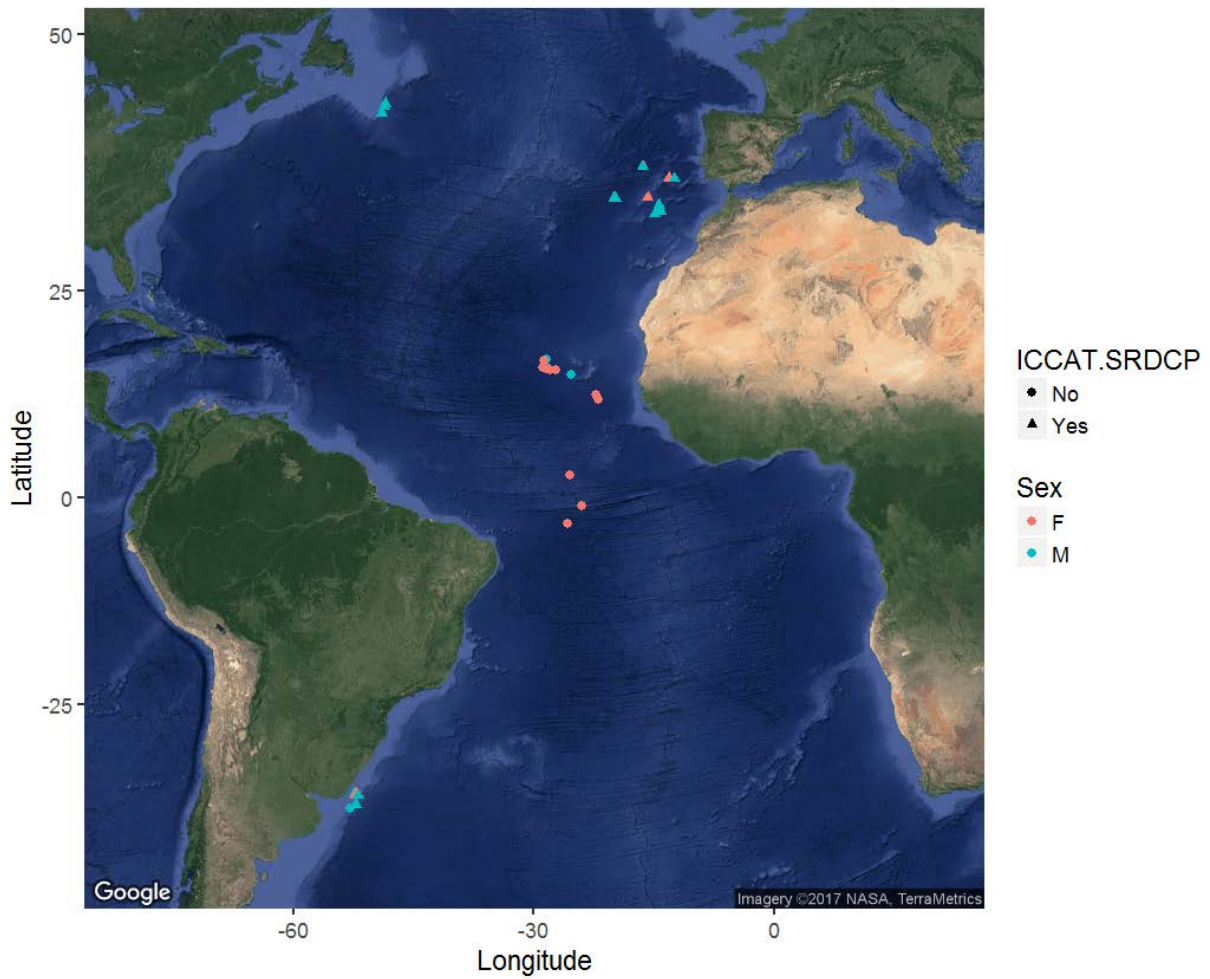 50
25
0
-25
Latitude
-60
-30
0
Longitude
Google
Imagery ©2017 NASA, TerraMetrics
ICCAT.SRDCP
No
Yes
Sex
F
M